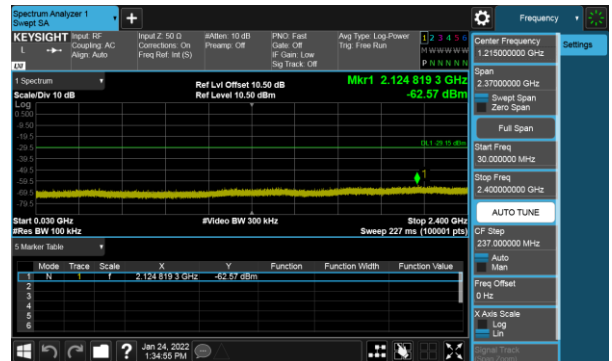 Spectrum Analyzer 1
Swept SA
Frequency
KEYSIGHT
Input: RF
Coupling: AC
Align: Auto
Input Z: 50 Ω
Corrections: On
Freq Ref: Int (S)
#Atten: 10 dB
Preamp: Off
PNO: Fast
Gate: Off
IF Gain: Low
Sig Track: Off
Avg Type: Log-Power
Trig: Free Run
1 2 3 4 5 6
M W W W W W
P N N N N N
L
Center Frequency
1.215000000 GHz
Settings
1 Spectrum
Scale/Div 10 dB
Log
Ref Lvl Offset 10.50 dB
Ref Level 10.50 dBm
Mkr1 2.124 819 3 GHz
-62.57 dBm
0.500
-9.50
-19.5
-29.5
-39.5
-49.5
-59.5
-69.5
-79.5
DL1 -29.15 dBm
1
Start 0.030 GHz
#Res BW 100 kHz
#Video BW 300 kHz
Stop 2.400 GHz
Sweep 227 ms (100001 pts)
Span
2.37000000 GHz
Swept Span
Zero Span
Full Span
Start Freq
30.000000 MHz
Stop Freq
2.400000000 GHz
AUTO TUNE
CF Step
237.000000 MHz
Auto
Man
Freq Offset
0 Hz
X Axis Scale
Log
Lin
Signal Track
(Span Zoom)
5 Marker Table
Mode Trace Scale X Y Function Function Width Function Value
1 N 1 f 2.124 819 3 GHz -62.57 dBm
2
3
4
5
6
Jan 24, 2022
1:34:55 PM